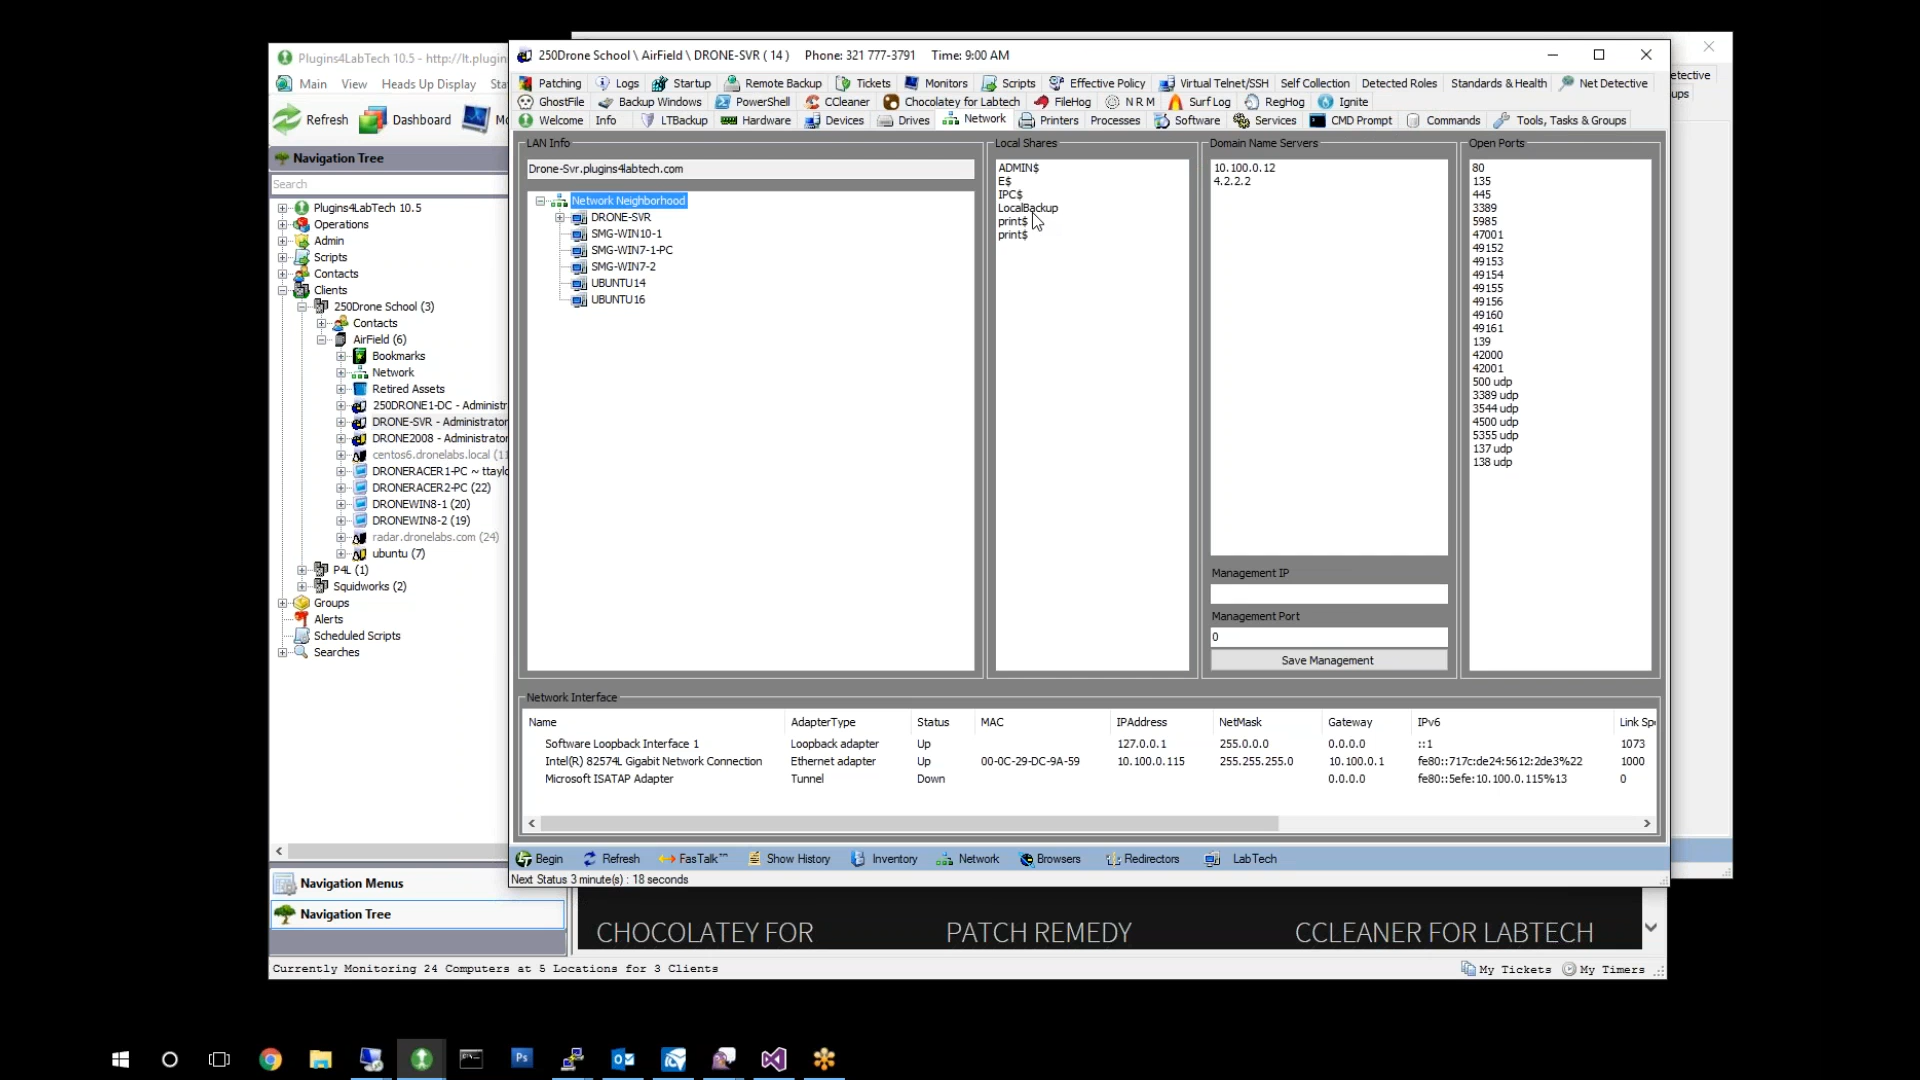 Plugins4LabTech 10.5 - http://lt.plugin
Main View Heads Up Display Sta
Refresh Dashboard Mo
Navigation Tree
Search
Plugins4LabTech 10.5
Operations
Admin
Scripts
Contacts
Clients
250Drone School (3)
Contacts
AirField (6)
Bookmarks
Network
Retired Assets
250DRONE1-DC - Administr
DRONE-SVR - Administrator
DRONE2008 - Administrator
centos6.dronelabs.local (11
DRONERACER1-PC ~ ttaylo
DRONERACER2-PC (22)
DRONEWIN8-1 (20)
DRONEWIN8-2 (19)
radar.dronelabs.com (24)
ubuntu (7)
P4L (1)
Squidworks (2)
Groups
Alerts
Scheduled Scripts
Searches
Navigation Menus
Navigation Tree
250Drone School \ AirField \ DRONE-SVR ( 14 ) Phone: 321 777-3791 Time: 9:00 AM
Patching Logs Startup Remote Backup Tickets Monitors Scripts Effective Policy Virtual Telnet/SSH Self Collection Detected Roles Standards & Health Net Detective
GhostFile Backup Windows PowerShell CCleaner Chocolatey for Labtech FileHog N R M Surf Log RegHog Ignite
Welcome Info LTBackup Hardware Devices Drives Network Printers Processes Software Services CMD Prompt Commands Tools, Tasks & Groups
LAN Info
Drone-Svr.plugins4labtech.com
Network Neighborhood
DRONE-SVR
SMG-WIN10-1
SMG-WIN7-1-PC
SMG-WIN7-2
UBUNTU14
UBUNTU16
Local Shares
ADMIN$
E$
IPC$
LocalBackup
print$
print$
Domain Name Servers
10.100.0.12
4.2.2.2
Management IP
Management Port
0
Save Management
Open Ports
80
135
445
3389
5985
47001
49152
49153
49154
49155
49156
49160
49161
139
42000
42001
500 udp
3389 udp
3544 udp
4500 udp
5355 udp
137 udp
138 udp
Network Interface
Name AdapterType Status MAC IPAddress NetMask Gateway IPv6 Link Spe
Software Loopback Interface 1 Loopback adapter Up 127.0.0.1 255.0.0.0 0.0.0.0 ::1 1073
Intel(R) 82574L Gigabit Network Connection Ethernet adapter Up 00-0C-29-DC-9A-59 10.100.0.115 255.255.255.0 10.100.0.1 fe80::717c:de24:5612:2de3%22 1000
Microsoft ISATAP Adapter Tunnel Down 0.0.0.0 fe80::5efe:10.100.0.115%13 0
Begin Refresh FasTalk™ Show History Inventory Network Browsers Redirectors LabTech
Next Status 3 minute(s) : 18 seconds
etective
ups
CHOCOLATEY FOR PATCH REMEDY CCLEANER FOR LABTECH
Currently Monitoring 24 Computers at 5 Locations for 3 Clients
My Tickets My Timers
Ps